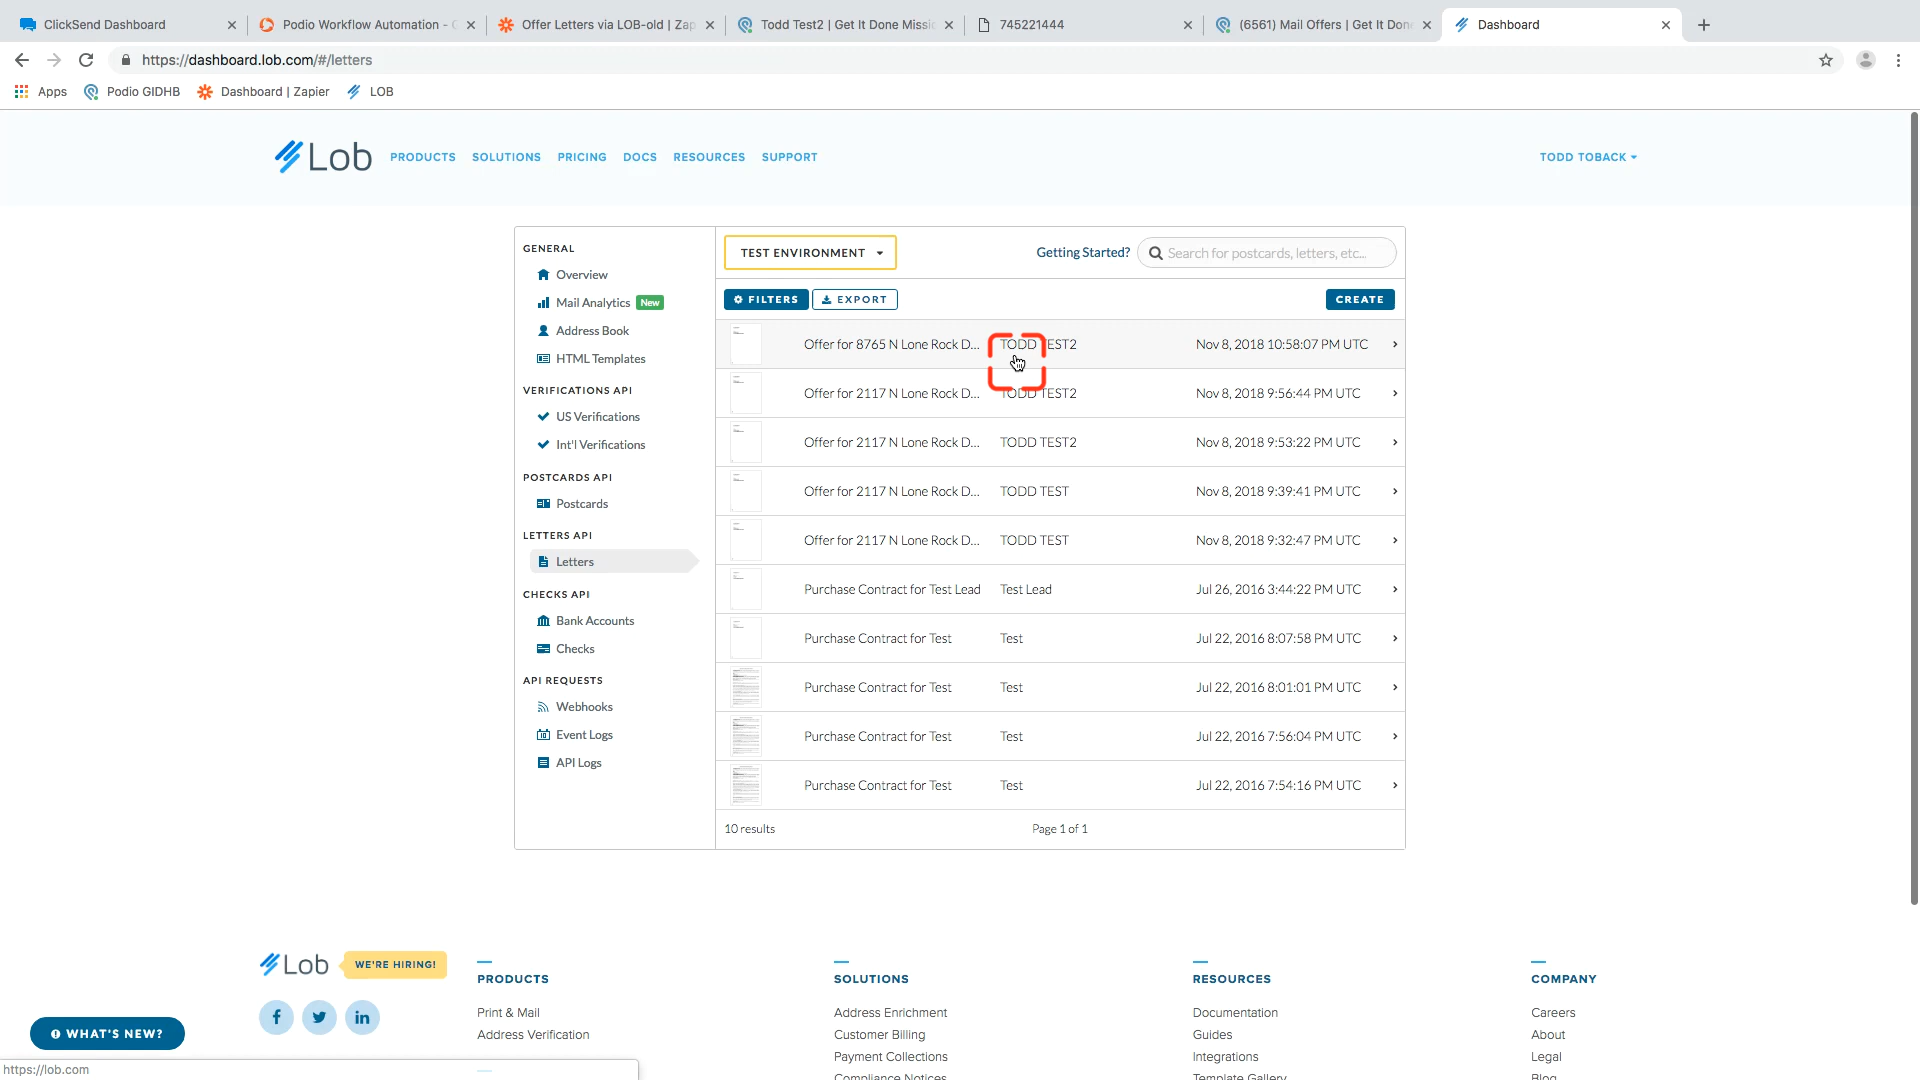 ClickSend Dashboard
Podio Workflow Automation - G
Offer Letters via LOB-old | Zap
Todd Test2 | Get It Done Missio
745221444
(6561) Mail Offers | Get It Done
Dashboard
https://dashboard.lob.com/#/letters
Apps
Podio GIDHB
Dashboard | Zapier
LOB
Lob
PRODUCTS
SOLUTIONS
PRICING
DOCS
RESOURCES
SUPPORT
TODD TOBACK
GENERAL
Overview
Mail Analytics New
Address Book
HTML Templates
VERIFICATIONS API
US Verifications
Int'l Verifications
POSTCARDS API
Postcards
LETTERS API
Letters
CHECKS API
Bank Accounts
Checks
API REQUESTS
Webhooks
Event Logs
API Logs
TEST ENVIRONMENT
Getting Started?
Search for postcards, letters, etc...
FILTERS
EXPORT
CREATE
Offer for 8765 N Lone Rock D... TODD TEST2 Nov 8, 2018 10:58:07 PM UTC
Offer for 2117 N Lone Rock D... TODD TEST2 Nov 8, 2018 9:56:44 PM UTC
Offer for 2117 N Lone Rock D... TODD TEST2 Nov 8, 2018 9:53:22 PM UTC
Offer for 2117 N Lone Rock D... TODD TEST Nov 8, 2018 9:39:41 PM UTC
Offer for 2117 N Lone Rock D... TODD TEST Nov 8, 2018 9:32:47 PM UTC
Purchase Contract for Test Lead Test Lead Jul 26, 2016 3:44:22 PM UTC
Purchase Contract for Test Test Jul 22, 2016 8:07:58 PM UTC
Purchase Contract for Test Test Jul 22, 2016 8:01:01 PM UTC
Purchase Contract for Test Test Jul 22, 2016 7:56:04 PM UTC
Purchase Contract for Test Test Jul 22, 2016 7:54:16 PM UTC
10 results
Page 1 of 1
Lob
WE'RE HIRING!
PRODUCTS
Print & Mail
Address Verification
SOLUTIONS
Address Enrichment
Customer Billing
Payment Collections
Compliance Notices
RESOURCES
Documentation
Guides
Integrations
Template Gallery
COMPANY
Careers
About
Legal
Blog
WHAT'S NEW?
https://lob.com